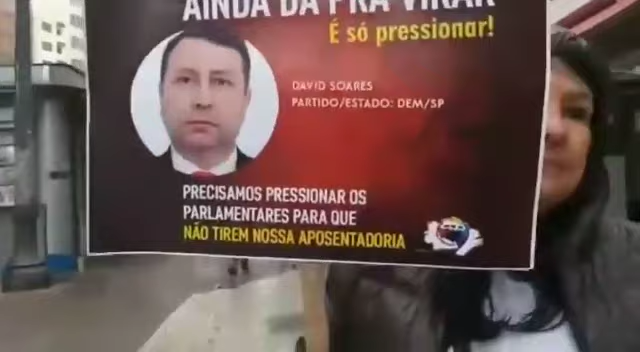 AINDA DÁ PRA VIRAR
É só pressionar!
DAVID SOARES
PARTIDO/ESTADO: DEM/SP
PRECISAMOS PRESSIONAR OS
PARLAMENTARES PARA QUE
NÃO TIREM NOSSA APOSENTADORIA